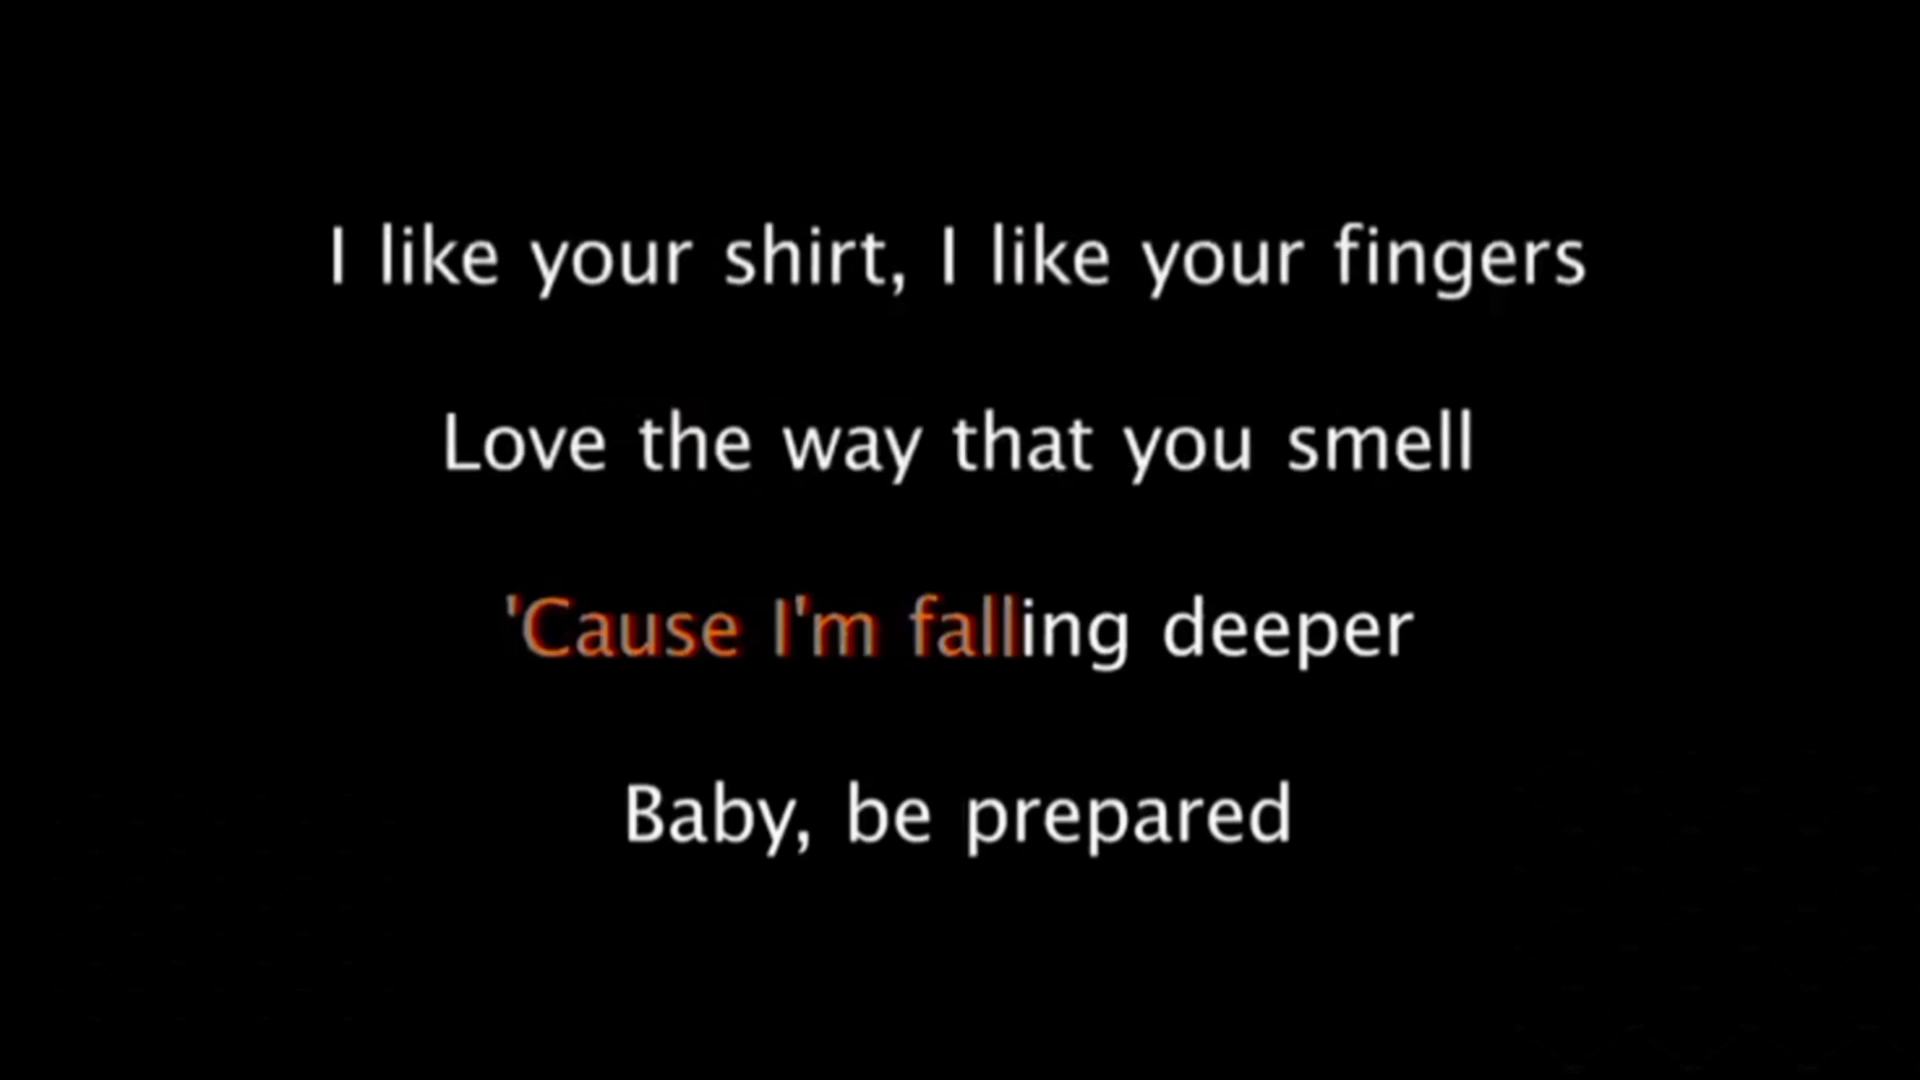 I like your shirt, I like your fingers
Love the way that you smell
'Cause I'm falling deeper
Baby, be prepared